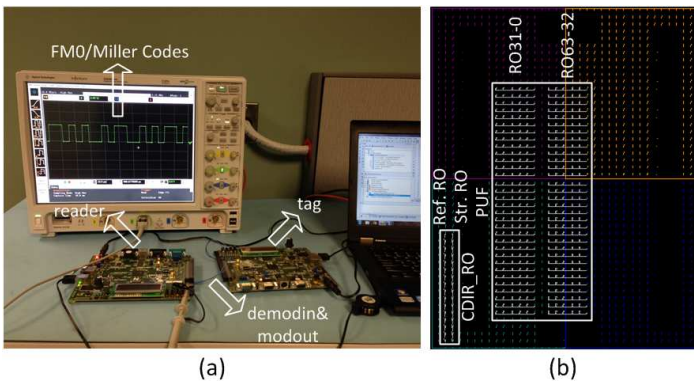 FM0/Miller Codes
reader
tag
demodin&
modout
RO31-0
RO63-32
Ref. RO
Str. RO
PUF
CDIR_RO
(a)
(b)